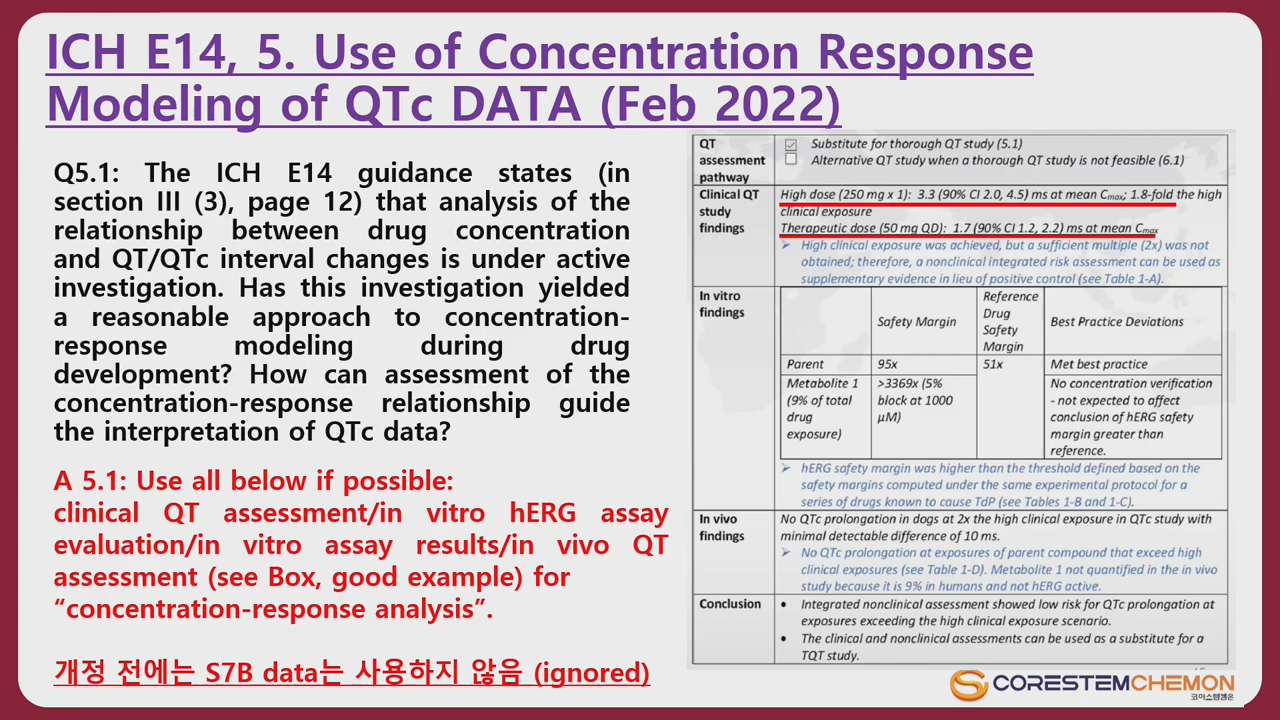 ICH E14, 5. Use of Concentration Response
Modeling of QTc DATA (Feb 2022)
Q5.1: The ICH E14 guidance states (in
section III (3), page 12) that analysis of the
relationship between drug concentration
and QT/QTc interval changes is under active
investigation. Has this investigation yielded
a reasonable approach to concentration-
response modeling during drug
development? How can assessment of the
concentration-response relationship guide
the interpretation of QTc data?
A 5.1: Use all below if possible:
clinical QT assessment/in vitro hERG assay
evaluation/in vitro assay results/in vivo QT
assessment (see Box, good example) for
“concentration-response analysis”.
개정 전에는 S7B data는 사용하지 않음 (ignored)
QT
assessment
pathway
Substitute for thorough QT study (5.1)
Alternative QT study when a thorough QT study is not feasible (6.1)
Clinical QT
study
findings
High dose (250 mg x 1): 3.3 (90% CI 2.0, 4.5) ms at mean Cmax; 1.8-fold the high
clinical exposure
Therapeutic dose (50 mg QD): 1.7 (90% CI 1.2, 2.2) ms at mean Cmax
➢ High clinical exposure was achieved, but a sufficient multiple (2x) was not
obtained; therefore, a nonclinical integrated risk assessment can be used as
supplementary evidence in lieu of positive control (see Table 1-A).
In vitro
findings
Safety Margin
Reference
Drug
Safety
Margin
Best Practice Deviations
Parent
95x
51x
Met best practice
Metabolite 1
(9% of total
drug
exposure)
>3369x (5%
block at 1000
µM)
No concentration verification
- not expected to affect
conclusion of hERG safety
margin greater than
reference.
➢ hERG safety margin was higher than the threshold defined based on the
safety margins computed under the same experimental protocol for a
series of drugs known to cause TdP (see Tables 1-B and 1-C).
In vivo
findings
No QTc prolongation in dogs at 2x the high clinical exposure in QTc study with
minimal detectable difference of 10 ms.
➢ No QTc prolongation at exposures of parent compound that exceed high
clinical exposures (see Table 1-D). Metabolite 1 not quantified in the in vivo
study because it is 9% in humans and not hERG active.
Conclusion
• Integrated nonclinical assessment showed low risk for QTc prolongation at
exposures exceeding the high clinical exposure scenario.
• The clinical and nonclinical assessments can be used as a substitute for a
TQT study.
CORESTEMCHEMON
코아스템켐온